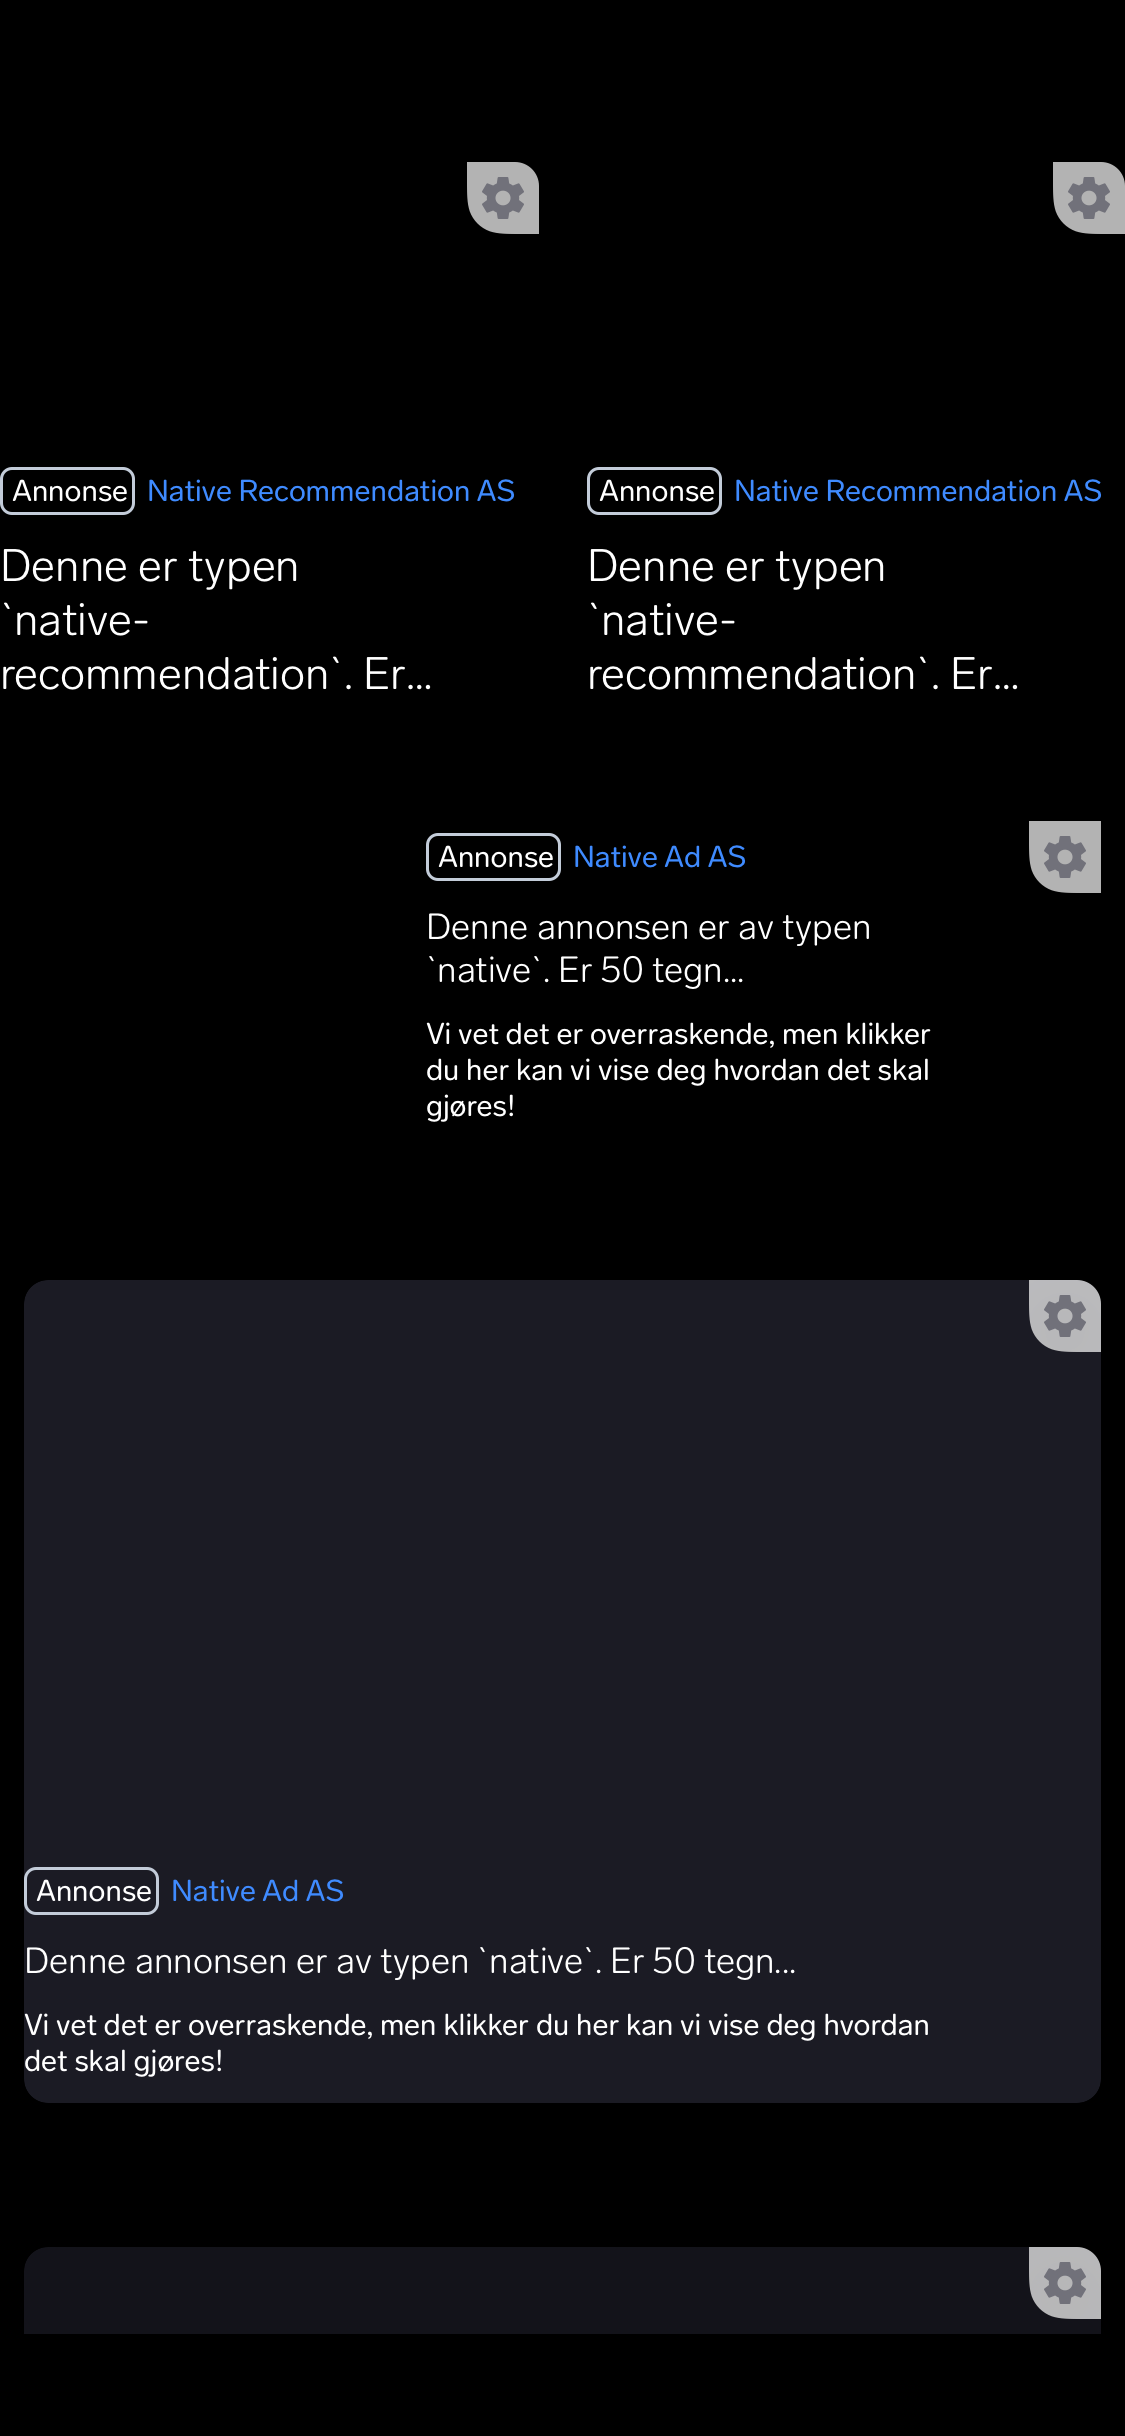 Annonse Native Recommendation AS
Denne er typen
`native-
recommendation`. Er...
Annonse Native Recommendation AS
Denne er typen
`native-
recommendation`. Er...
Annonse Native Ad AS
Denne annonsen er av typen
`native`. Er 50 tegn...
Vi vet det er overraskende, men klikker
du her kan vi vise deg hvordan det skal
gjøres!
Annonse Native Ad AS
Denne annonsen er av typen `native`. Er 50 tegn...
Vi vet det er overraskende, men klikker du her kan vi vise deg hvordan
det skal gjøres!